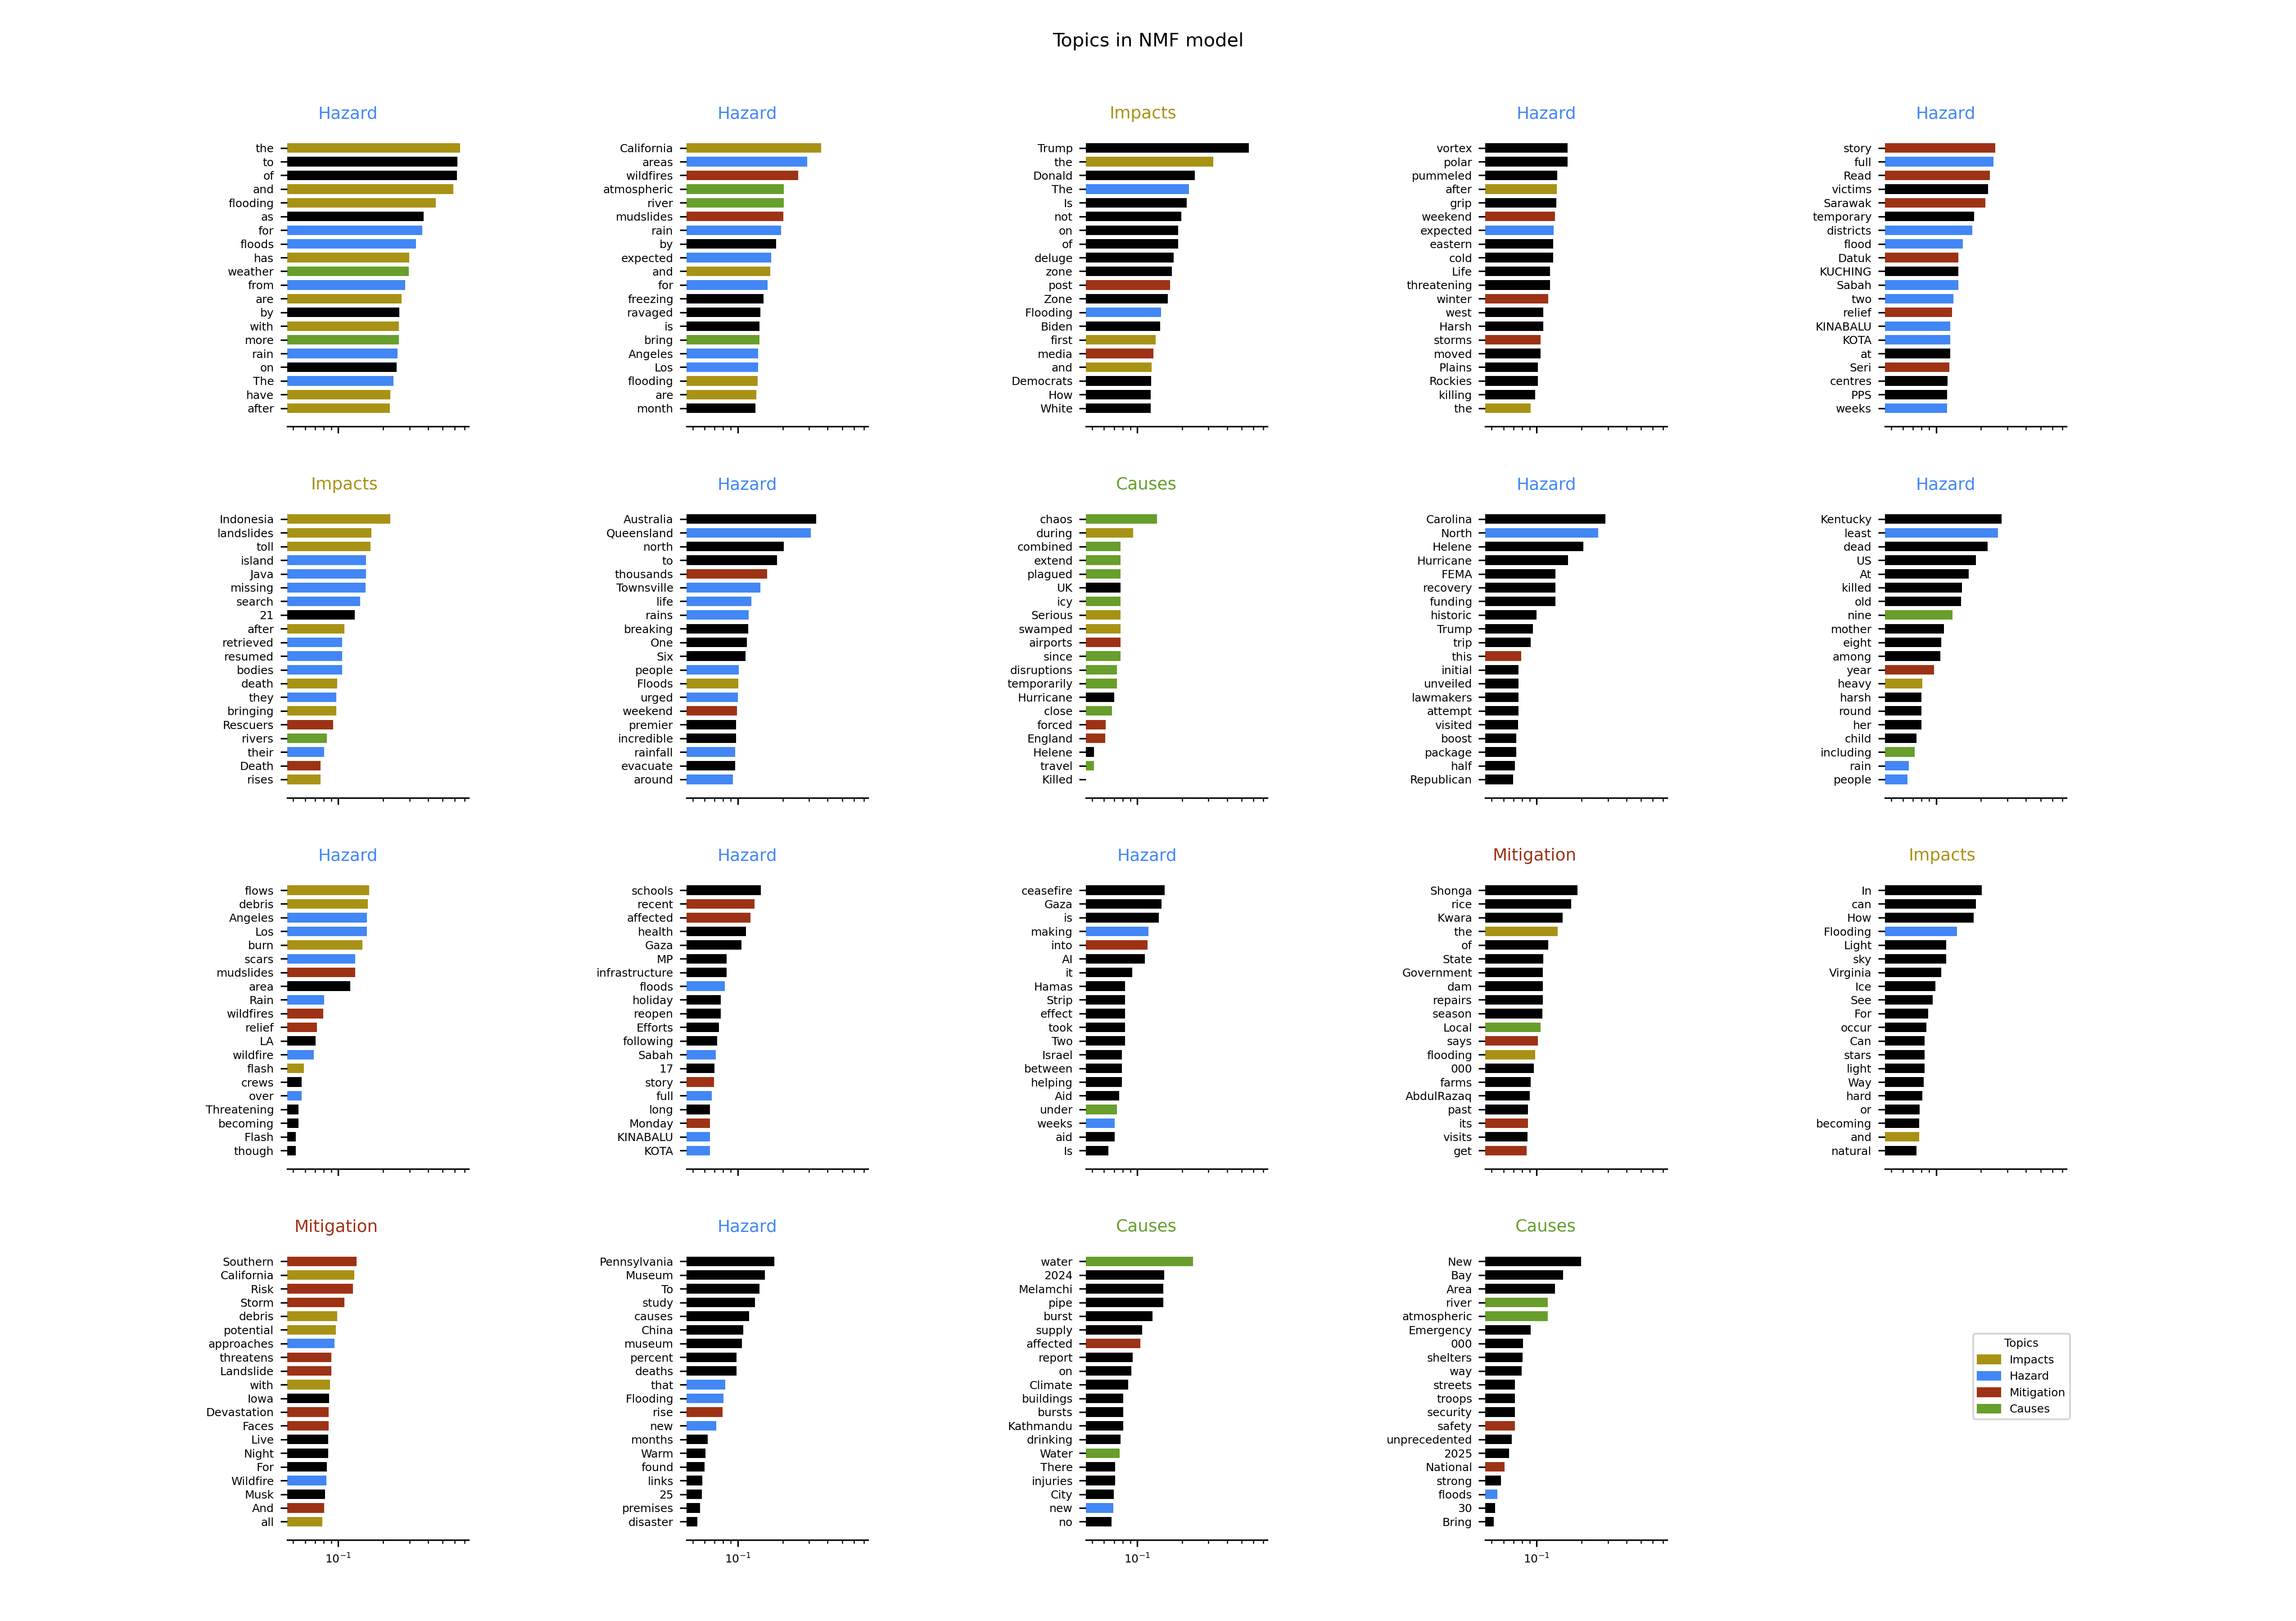 Topics in NMF model
Hazard
the
to
of
and
flooding
as
for
floods
has
weather
from
are
by
with
more
rain
on
The
have
after
Hazard
California
areas
wildfires
atmospheric
river
mudslides
rain
by
expected
and
for
freezing
ravaged
is
bring
Angeles
Los
flooding
are
month
Impacts
Trump
the
Donald
The
Is
not
on
of
deluge
zone
post
Zone
Flooding
Biden
first
media
and
Democrats
How
White
Hazard
vortex
polar
pummeled
after
grip
weekend
expected
eastern
cold
Life
threatening
winter
west
Harsh
storms
moved
Plains
Rockies
killing
the
Hazard
story
full
Read
victims
Sarawak
temporary
districts
flood
Datuk
KUCHING
Sabah
two
relief
KINABALU
KOTA
at
Seri
centres
PPS
weeks
Impacts
Indonesia
landslides
toll
island
Java
missing
search
21
after
retrieved
resumed
bodies
death
they
bringing
Rescuers
rivers
their
Death
rises
Hazard
Australia
Queensland
north
to
thousands
Townsville
life
rains
breaking
One
Six
people
Floods
urged
weekend
premier
incredible
rainfall
evacuate
around
Causes
chaos
during
combined
extend
plagued
UK
icy
Serious
swamped
airports
since
disruptions
temporarily
Hurricane
close
forced
England
Helene
travel
Killed
Hazard
Carolina
North
Helene
Hurricane
FEMA
recovery
funding
historic
Trump
trip
this
initial
unveiled
lawmakers
attempt
visited
boost
package
half
Republican
Hazard
Kentucky
least
dead
US
At
killed
old
nine
mother
eight
among
year
heavy
harsh
round
her
child
including
rain
people
Hazard
flows
debris
Angeles
Los
burn
scars
mudslides
area
Rain
wildfires
relief
LA
wildfire
flash
crews
over
Threatening
becoming
Flash
though
Hazard
schools
recent
affected
health
Gaza
MP
infrastructure
floods
holiday
reopen
Efforts
following
Sabah
17
story
full
long
Monday
KINABALU
KOTA
Hazard
ceasefire
Gaza
is
making
into
AI
it
Hamas
Strip
effect
took
Two
Israel
between
helping
Aid
under
weeks
aid
Is
Mitigation
Shonga
rice
Kwara
the
of
State
Government
dam
repairs
season
Local
says
flooding
000
farms
AbdulRazaq
past
its
visits
get
Impacts
In
can
How
Flooding
Light
sky
Virginia
Ice
See
For
occur
Can
stars
light
Way
hard
or
becoming
and
natural
Mitigation
Southern
California
Risk
Storm
debris
potential
approaches
threatens
Landslide
with
Iowa
Devastation
Faces
Live
Night
For
Wildfire
Musk
And
all
10⁻¹
Hazard
Pennsylvania
Museum
To
study
causes
China
museum
percent
deaths
that
Flooding
rise
new
months
Warm
found
links
25
premises
disaster
10⁻¹
Causes
water
2024
Melamchi
pipe
burst
supply
affected
report
on
Climate
buildings
bursts
Kathmandu
drinking
Water
There
injuries
City
new
no
10⁻¹
Causes
New
Bay
Area
river
atmospheric
Emergency
000
shelters
way
streets
troops
security
safety
unprecedented
2025
National
strong
floods
30
Bring
10⁻¹
Topics
Impacts
Hazard
Mitigation
Causes